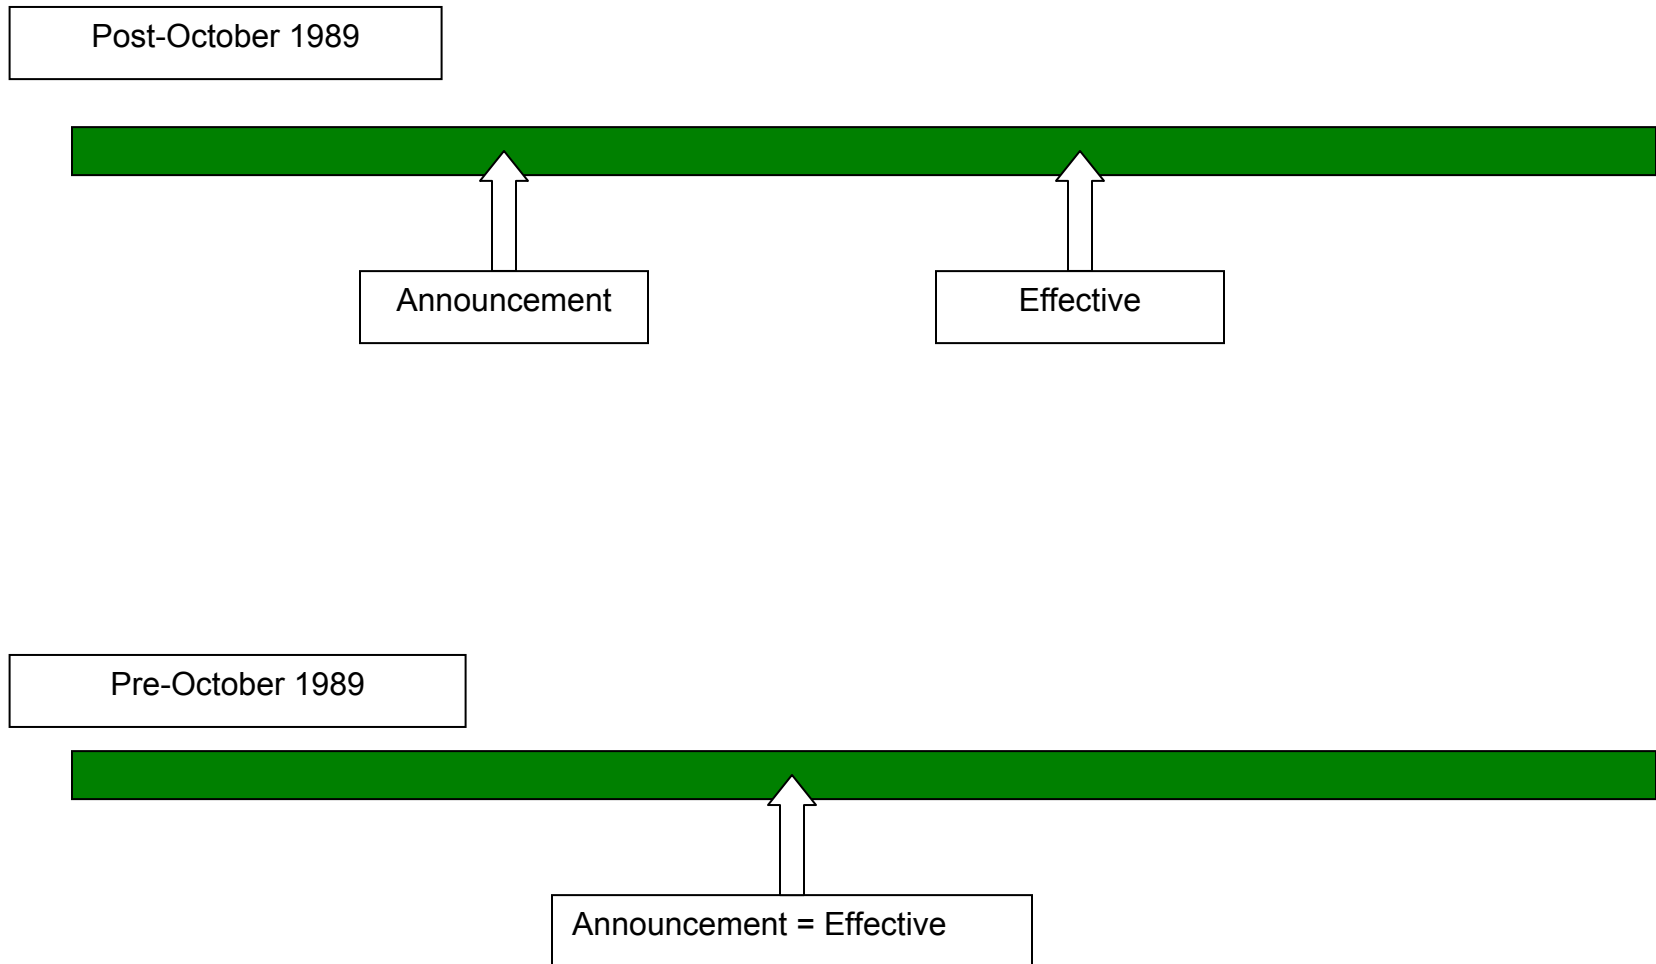 Post-October 1989
Announcement
Effective
Pre-October 1989
Announcement = Effective